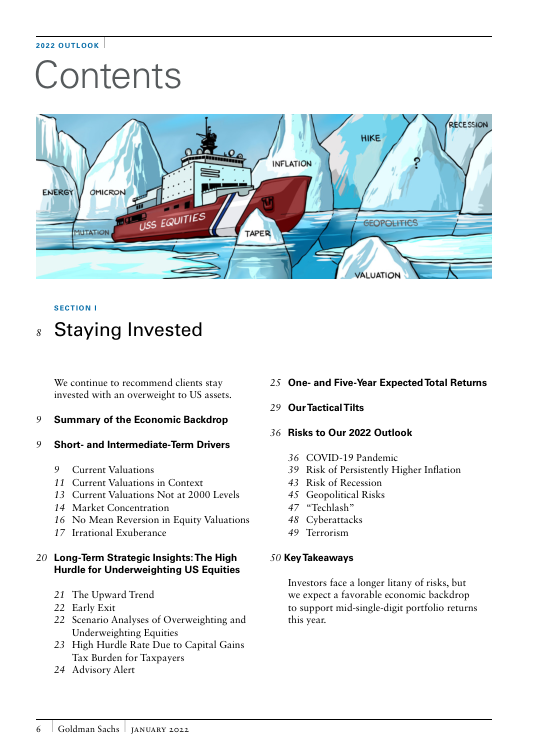 2022 OUTLOOK
Contents
ENERGY
OMICRON
MUTATION
USS EQUITIES
INFLATION
TAPER
HIKE
?
RECESSION
GEOPOLITICS
VALUATION
SECTION I
8 Staying Invested
We continue to recommend clients stay
invested with an overweight to US assets.
9 Summary of the Economic Backdrop
9 Short- and Intermediate-Term Drivers
9 Current Valuations
11 Current Valuations in Context
13 Current Valuations Not at 2000 Levels
14 Market Concentration
16 No Mean Reversion in Equity Valuations
17 Irrational Exuberance
20 Long-Term Strategic Insights: The High
Hurdle for Underweighting US Equities
21 The Upward Trend
22 Early Exit
22 Scenario Analyses of Overweighting and
Underweighting Equities
23 High Hurdle Rate Due to Capital Gains
Tax Burden for Taxpayers
24 Advisory Alert
25 One- and Five-Year Expected Total Returns
29 Our Tactical Tilts
36 Risks to Our 2022 Outlook
36 COVID-19 Pandemic
39 Risk of Persistently Higher Inflation
43 Risk of Recession
45 Geopolitical Risks
47 “Techlash”
48 Cyberattacks
49 Terrorism
50 Key Takeaways
Investors face a longer litany of risks, but
we expect a favorable economic backdrop
to support mid-single-digit portfolio returns
this year.
6 Goldman Sachs JANUARY 2022